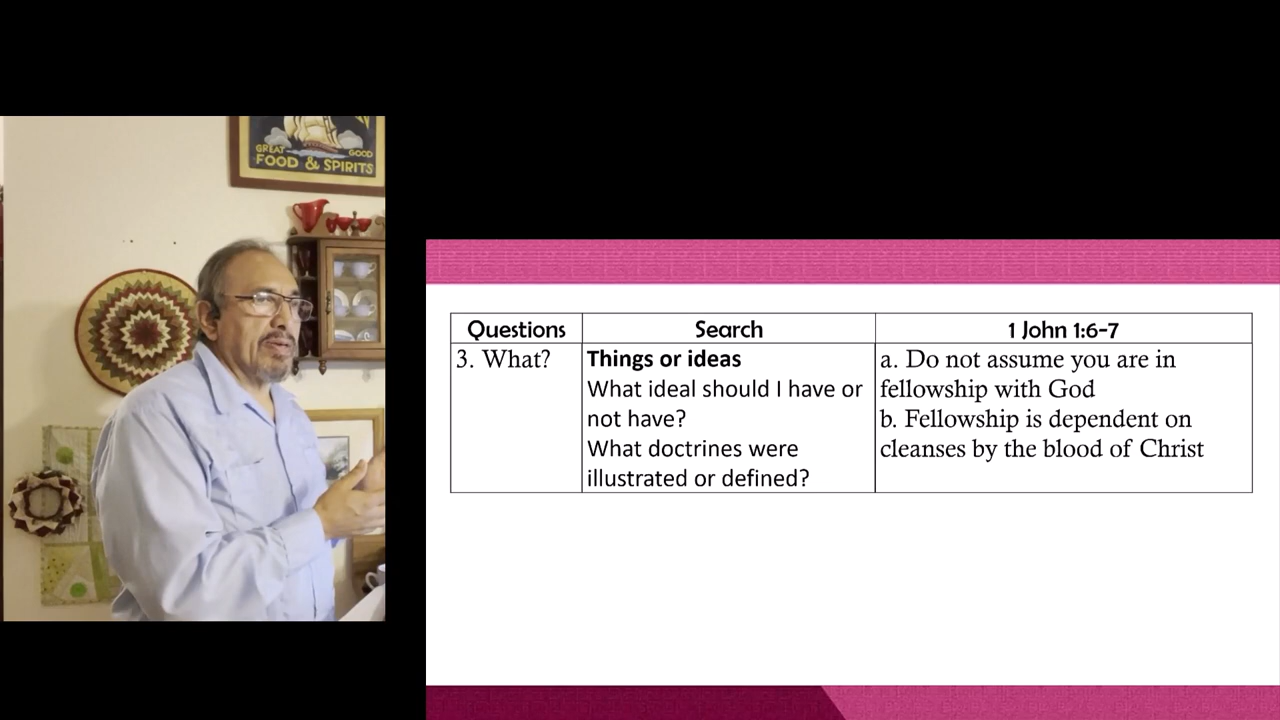 GREAT GOOD
FOOD & SPIRITS
Questions Search 1 John 1:6-7
3. What?
Things or ideas
What ideal should I have or
not have?
What doctrines were
illustrated or defined?
a. Do not assume you are in
fellowship with God
b. Fellowship is dependent on
cleanses by the blood of Christ